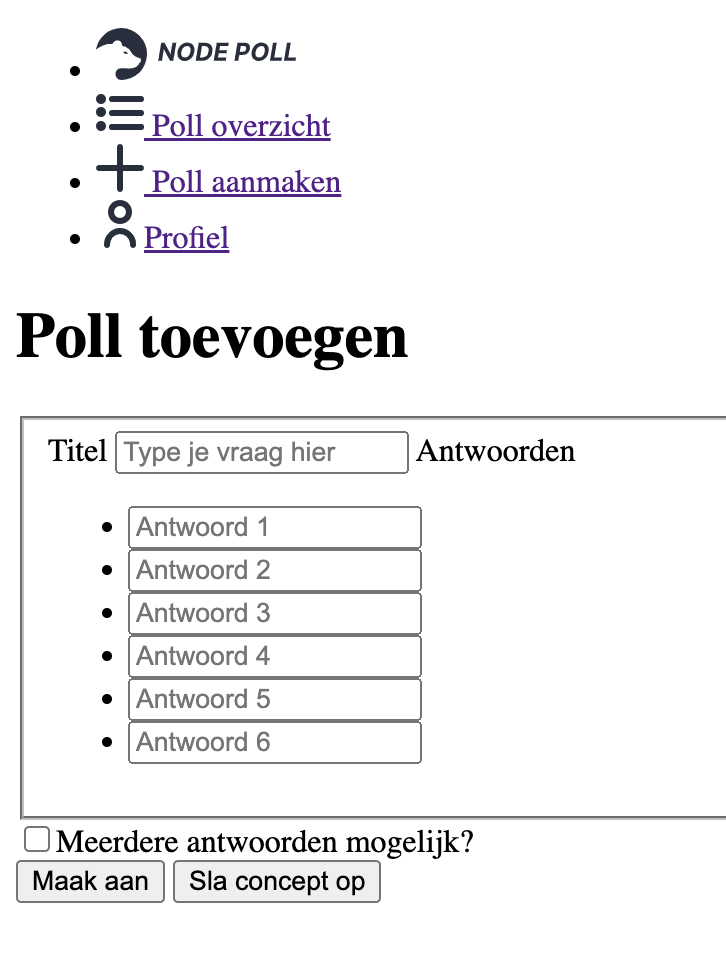 NODE POLL
Poll overzicht
Poll aanmaken
Profiel
Poll toevoegen
Titel Type je vraag hier Antwoorden
Antwoord 1
Antwoord 2
Antwoord 3
Antwoord 4
Antwoord 5
Antwoord 6
Meerdere antwoorden mogelijk?
Maak aan Sla concept op